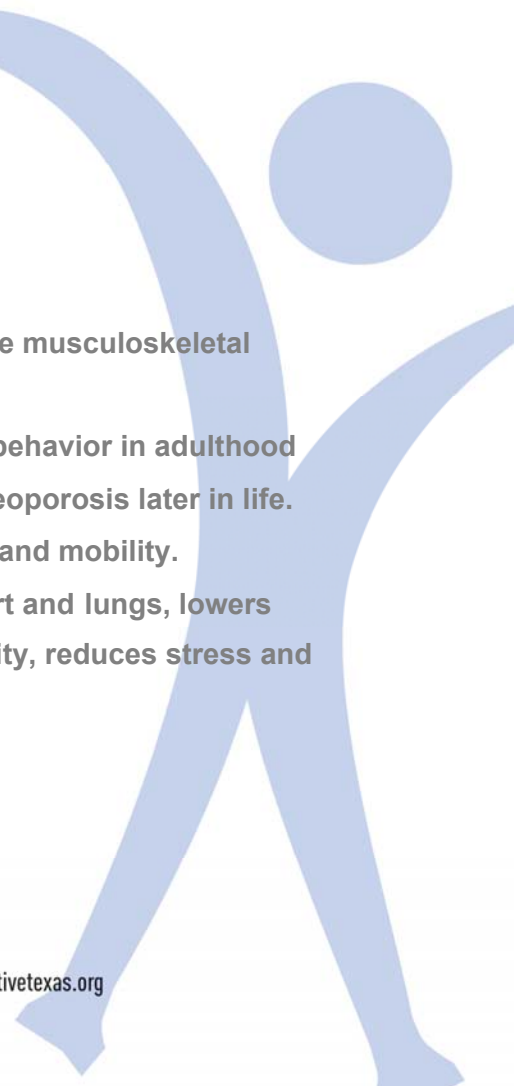 e musculoskeletal
behavior in adulthood
eoporosis later in life.
and mobility.
rt and lungs, lowers
ity, reduces stress and
tivetexas.org